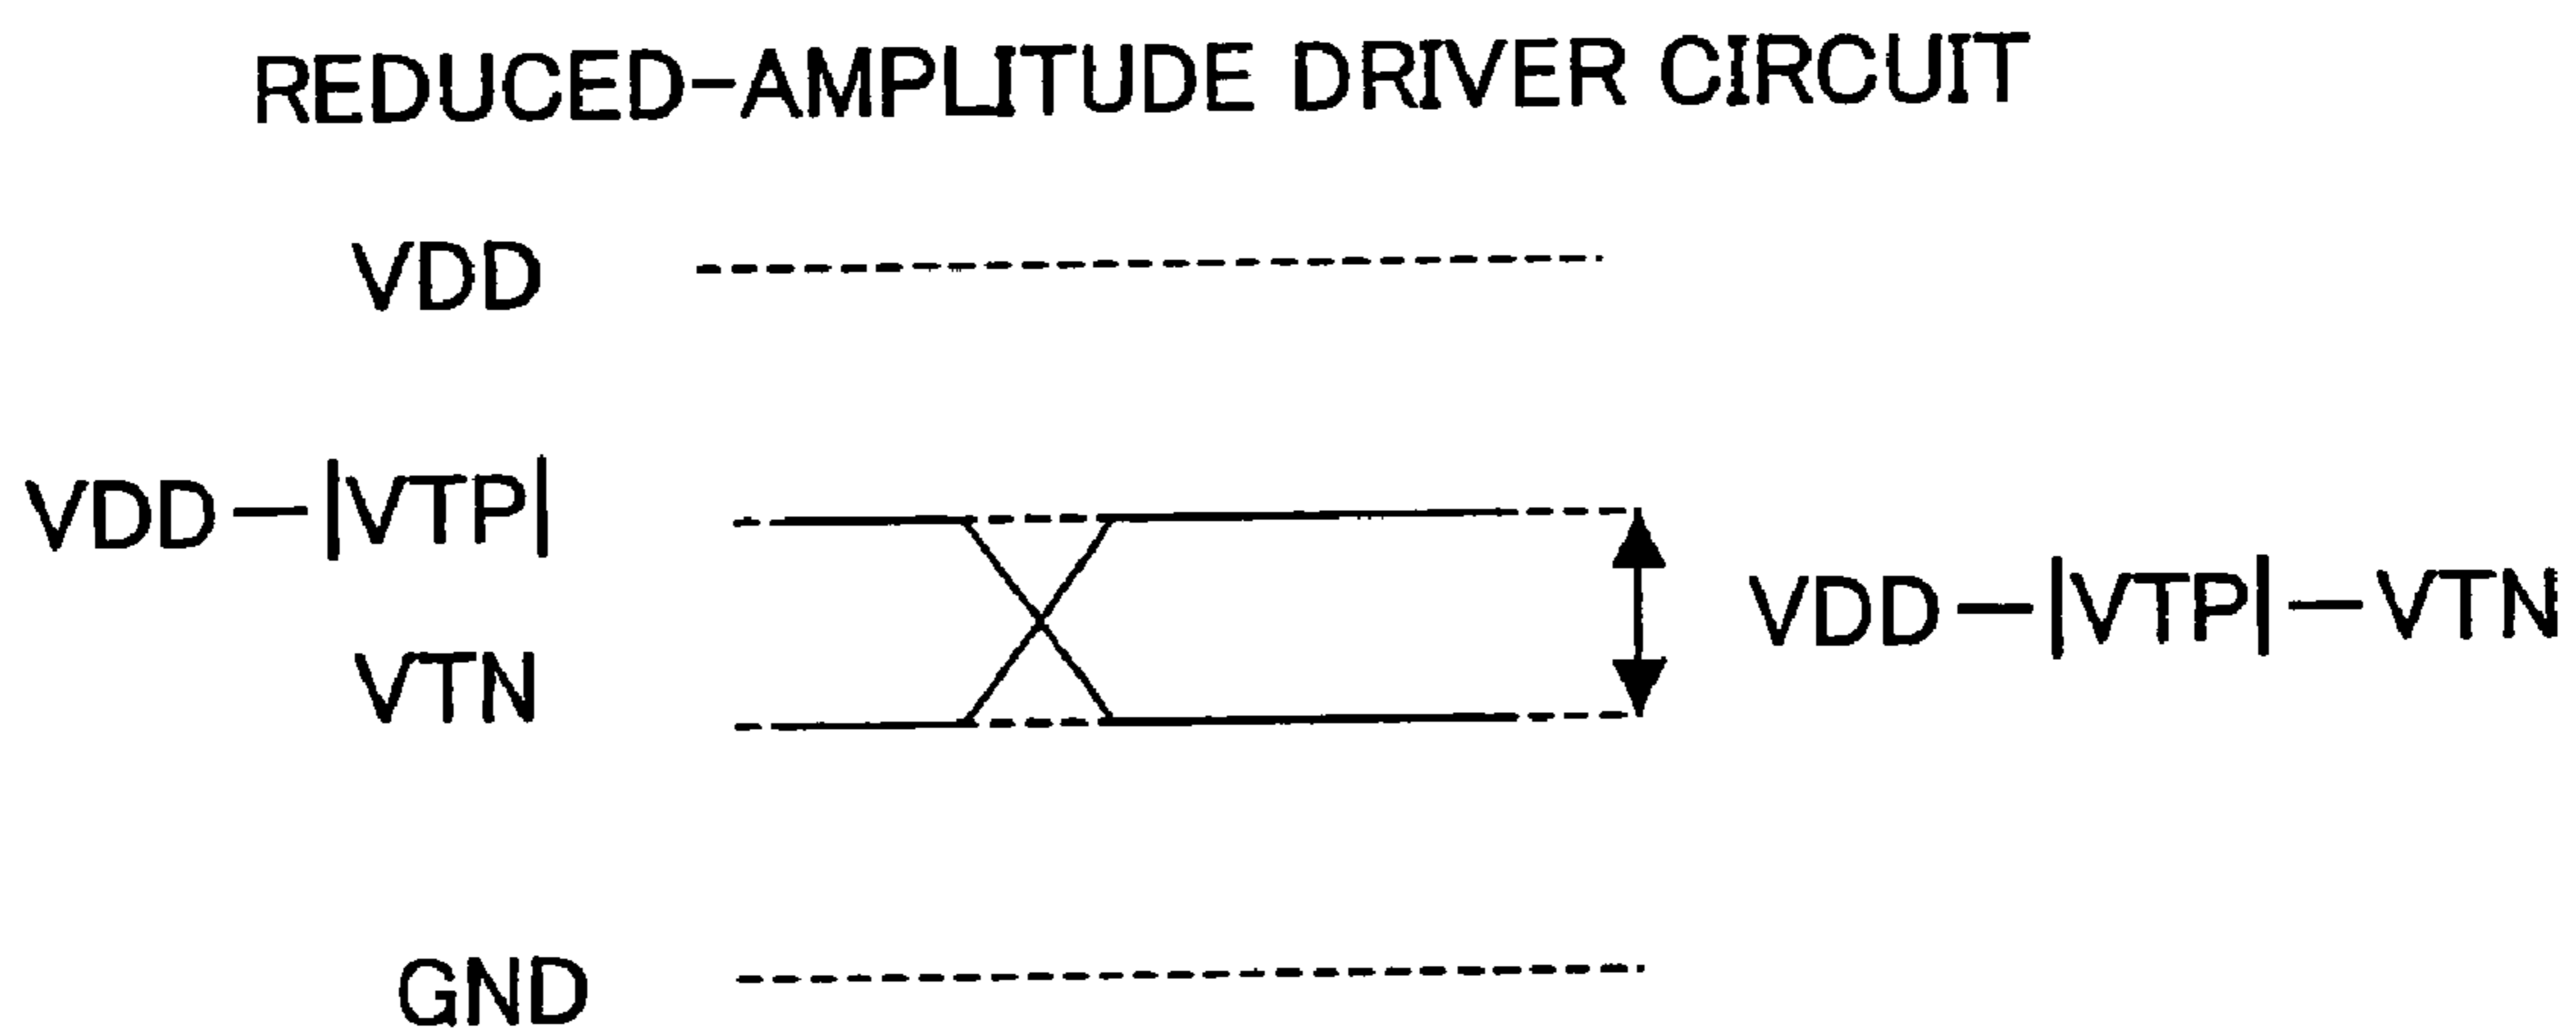 REDUCED-AMPLITUDE DRIVER CIRCUIT
VDD
VDD－|VTP|
VDD－|VTP|－VTN
VTN
GND